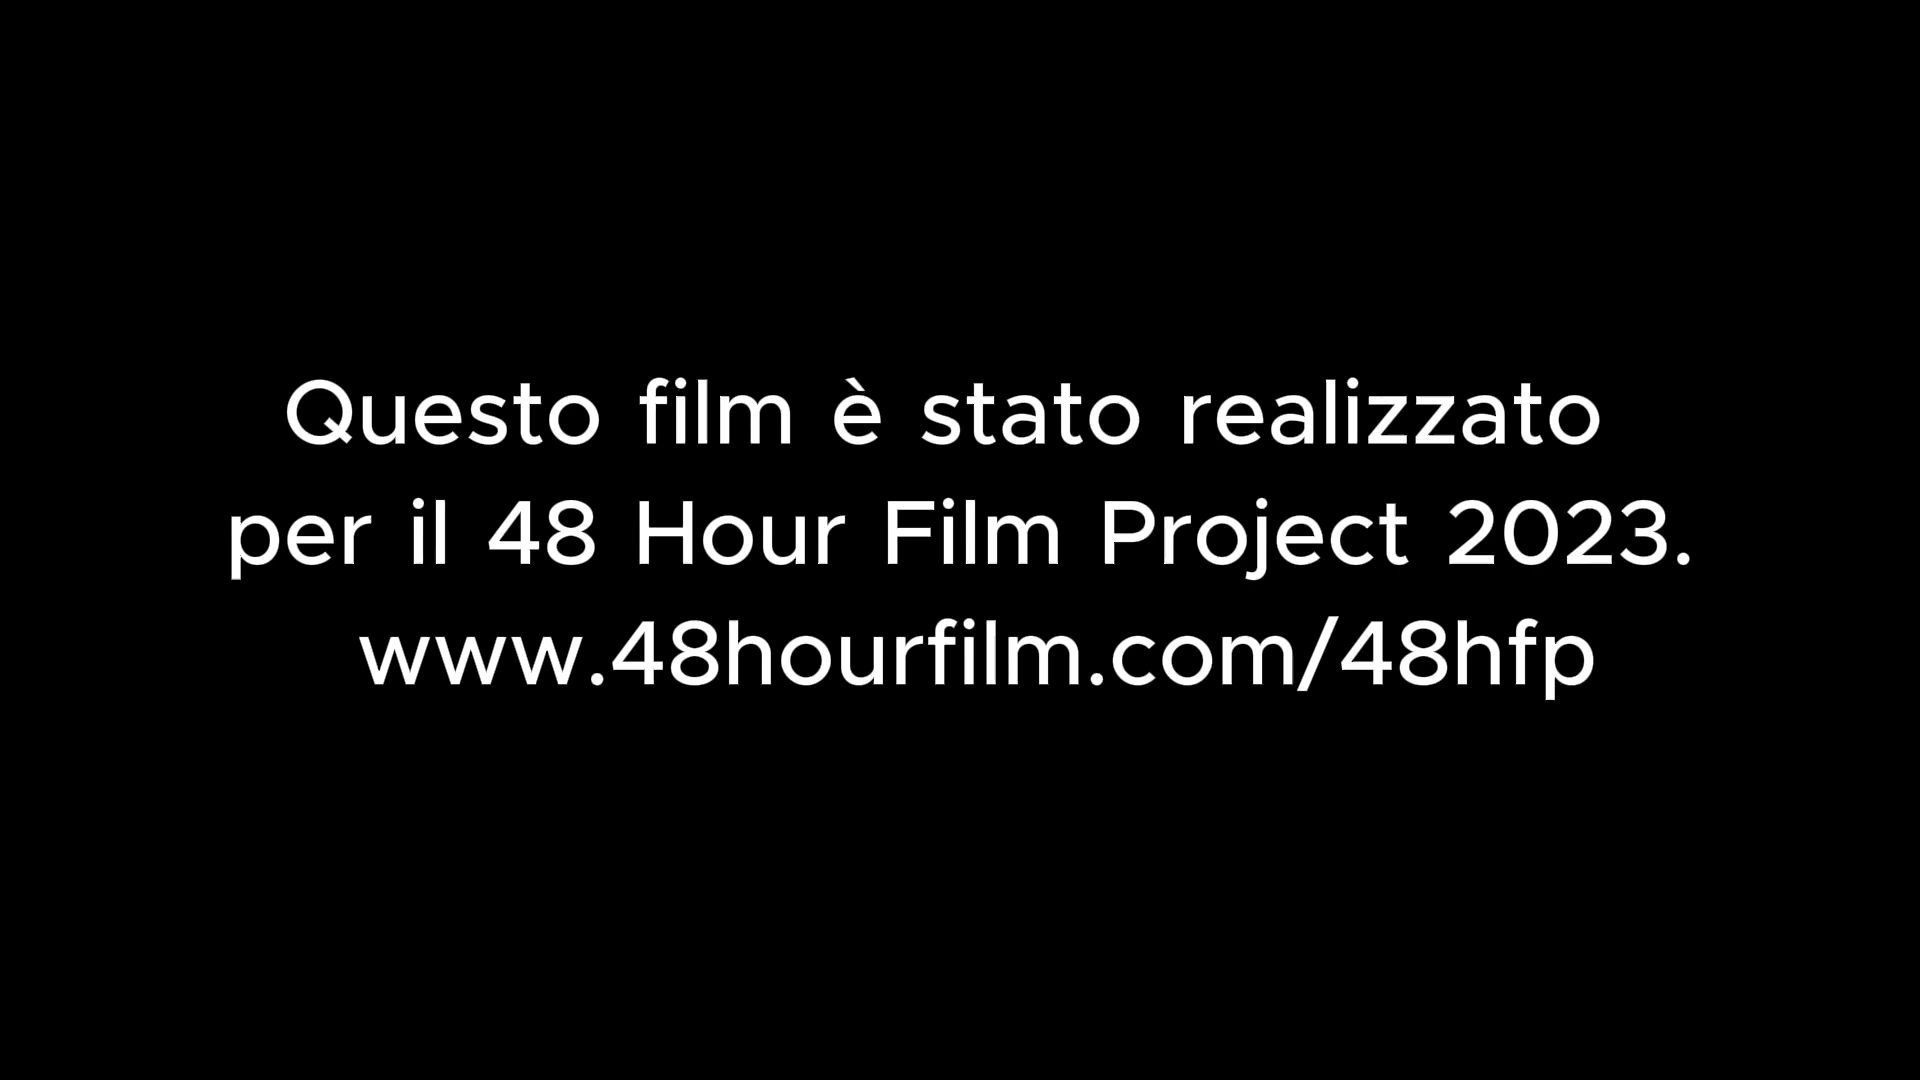 Questo film è stato realizzato
per il 48 Hour Film Project 2023.
www.48hourfilm.com/48hfp